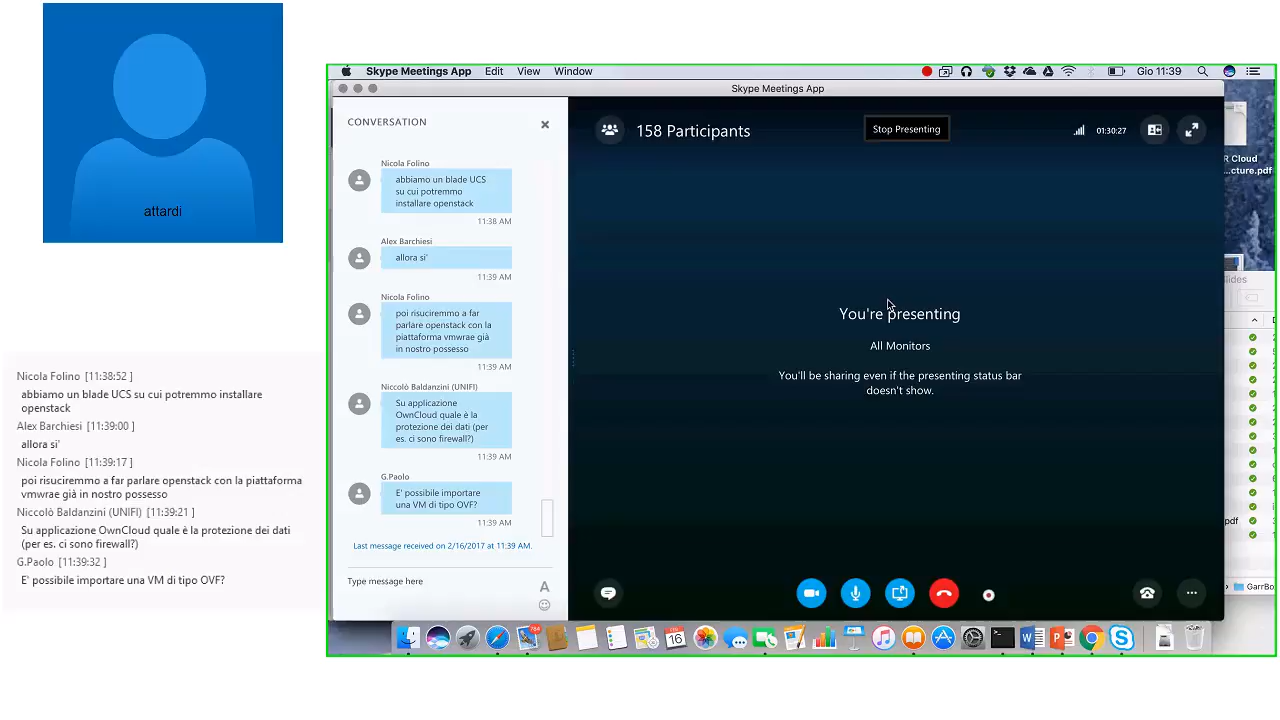 attardi
Nicola Folino [11:38:52 ]
abbiamo un blade UCS su cui potremmo installare
openstack
Alex Barchiesi [11:39:00 ]
allora si'
Nicola Folino [11:39:17 ]
poi risuciremmo a far parlare openstack con la piattaforma
vmwrae già in nostro possesso
Niccolò Baldanzini (UNIFI) [11:39:21 ]
Su applicazione OwnCloud quale è la protezione dei dati
(per es. ci sono firewall?)
G.Paolo [11:39:32 ]
E' possibile importare una VM di tipo OVF?
Skype Meetings App Edit View Window
Gio 11:39
Skype Meetings App
CONVERSATION
Nicola Folino
abbiamo un blade UCS
su cui potremmo
installare openstack
11:38 AM
Alex Barchiesi
allora si'
11:39 AM
Nicola Folino
poi risuciremmo a far
parlare openstack con la
piattaforma vmwrae già
in nostro possesso
11:39 AM
Niccolò Baldanzini (UNIFI)
Su applicazione
OwnCloud quale è la
protezione dei dati (per
es. ci sono firewall?)
11:39 AM
G.Paolo
E' possibile importare
una VM di tipo OVF?
11:39 AM
Last message received on 2/16/2017 at 11:39 AM.
Type message here
A
158 Participants
Stop Presenting
01:30:27
You're presenting
All Monitors
You'll be sharing even if the presenting status bar
doesn't show.
R Cloud
...cture.pdf
lides
pdf
GarrBo
764
16